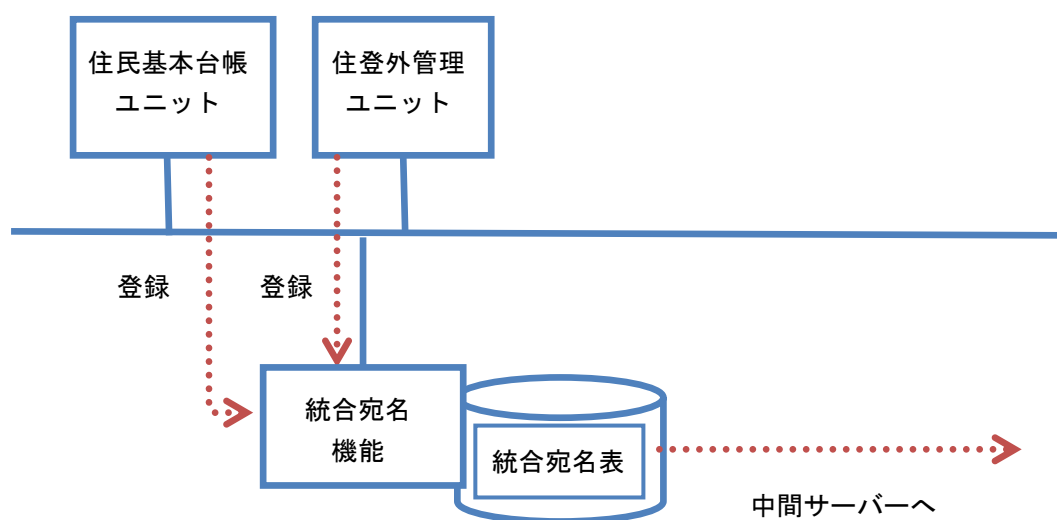 住民基本台帳
ユニット
住登外管理
ユニット
登録
登録
統合宛名
機能
統合宛名表
中間サーバーへ